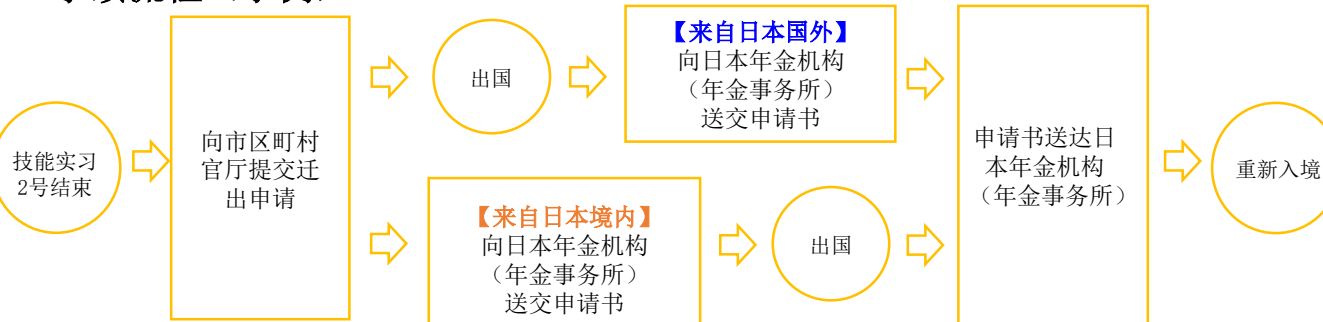 技能实习
2号结束
向市区町村
官厅提交迁
出申请
出国
【来自日本国外】
向日本年金机构
（年金事务所）
送交申请书
【来自日本境内】
向日本年金机构
（年金事务所）
送交申请书
出国
申请书送达日
本年金机构
（年金事务所）
重新入境